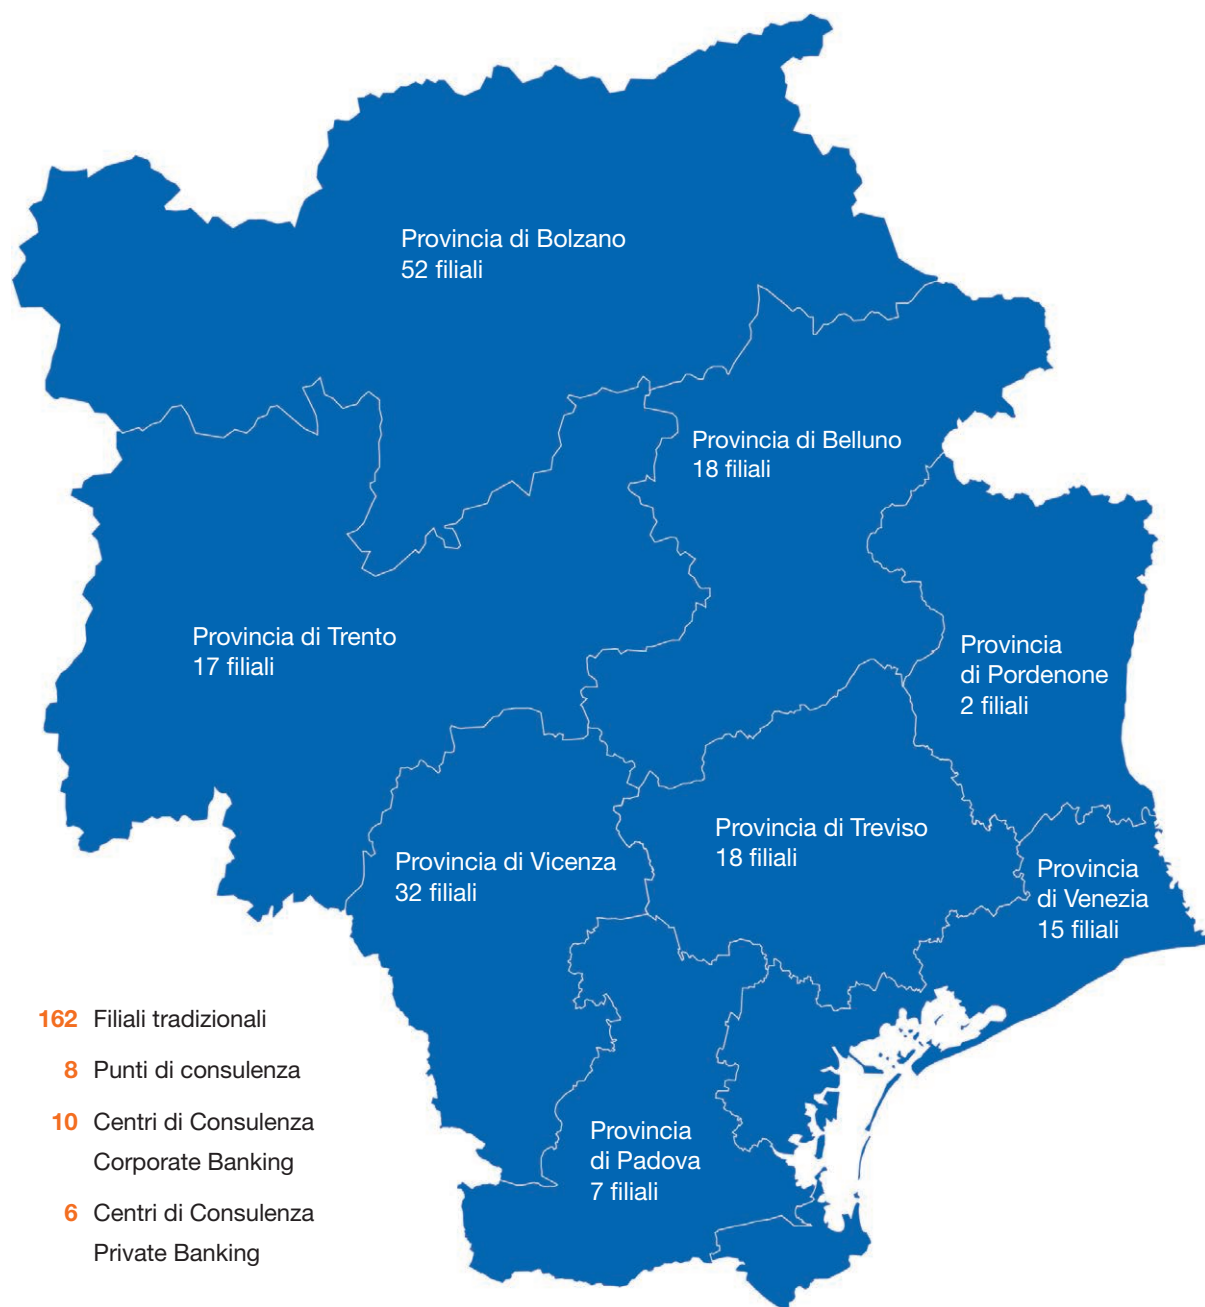 Provincia di Bolzano
52 filiali
Provincia di Belluno
18 filiali
Provincia di Trento
17 filiali
Provincia
di Pordenone
2 filiali
Provincia di Treviso
18 filiali
Provincia di Vicenza
32 filiali
Provincia
di Venezia
15 filiali
Provincia
di Padova
7 filiali
162 Filiali tradizionali
8 Punti di consulenza
10 Centri di Consulenza
Corporate Banking
6 Centri di Consulenza
Private Banking